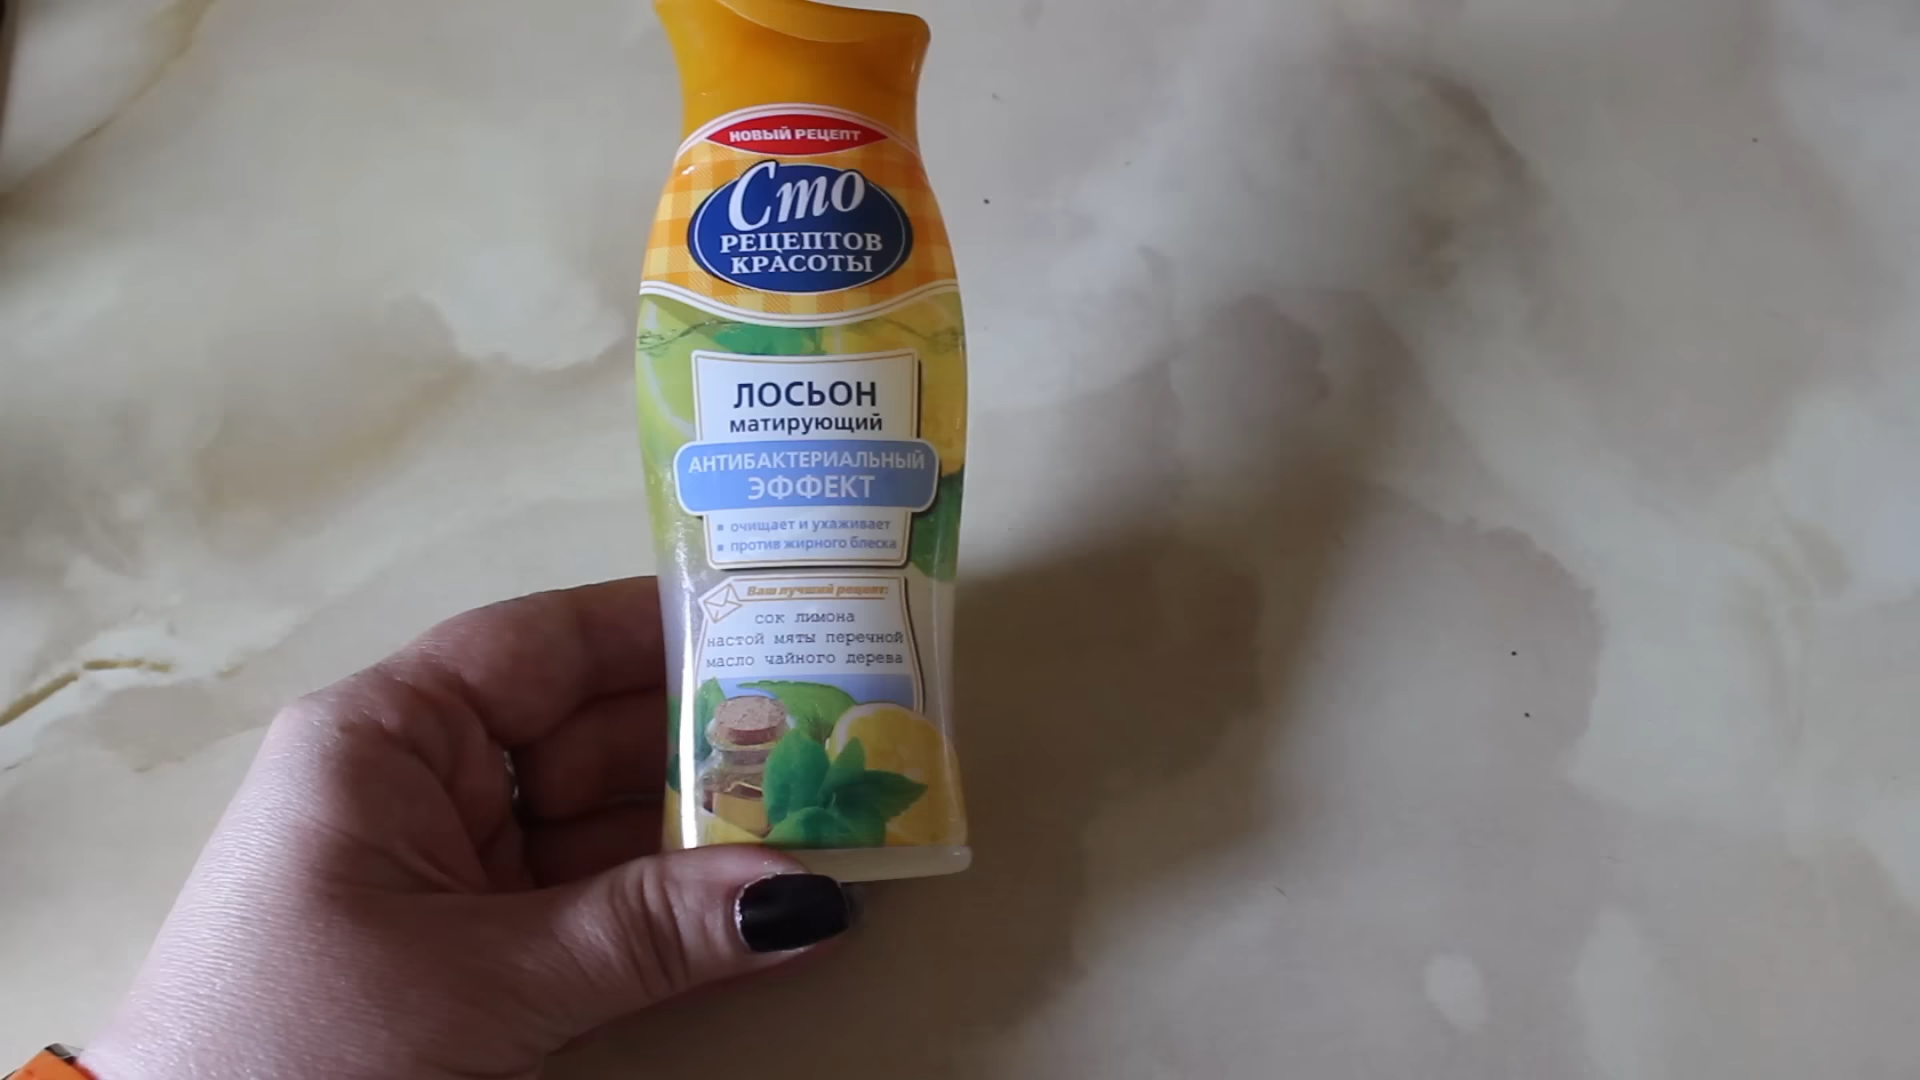 НОВЫЙ РЕЦЕПТ
Сто
РЕЦЕПТОВ
КРАСОТЫ
ЛОСЬОН
матирующий
АНТИБАКТЕРИАЛЬНЫЙ
ЭФФЕКТ
▪ очищает и ухаживает
▪ против жирного блеска
Ваш лучший рецепт:
сок лимона
настой мяты перечной
масло чайного дерева